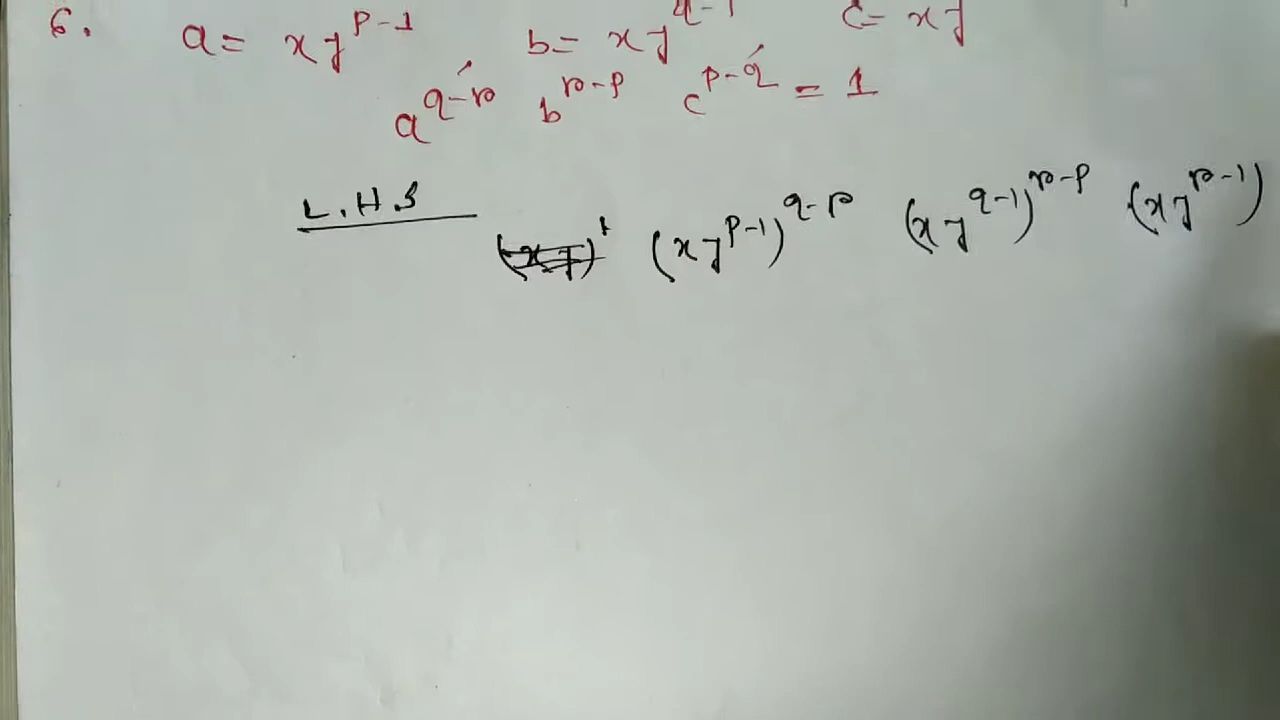 6. a = xy^{p-1} b = xy^{q-1} c = xy
a^{q-r} b^{r-p} c^{p-q} = 1
L.H.S (xy^{p-1})^{q-r} (xy^{q-1})^{r-p} (xy^{r-1})